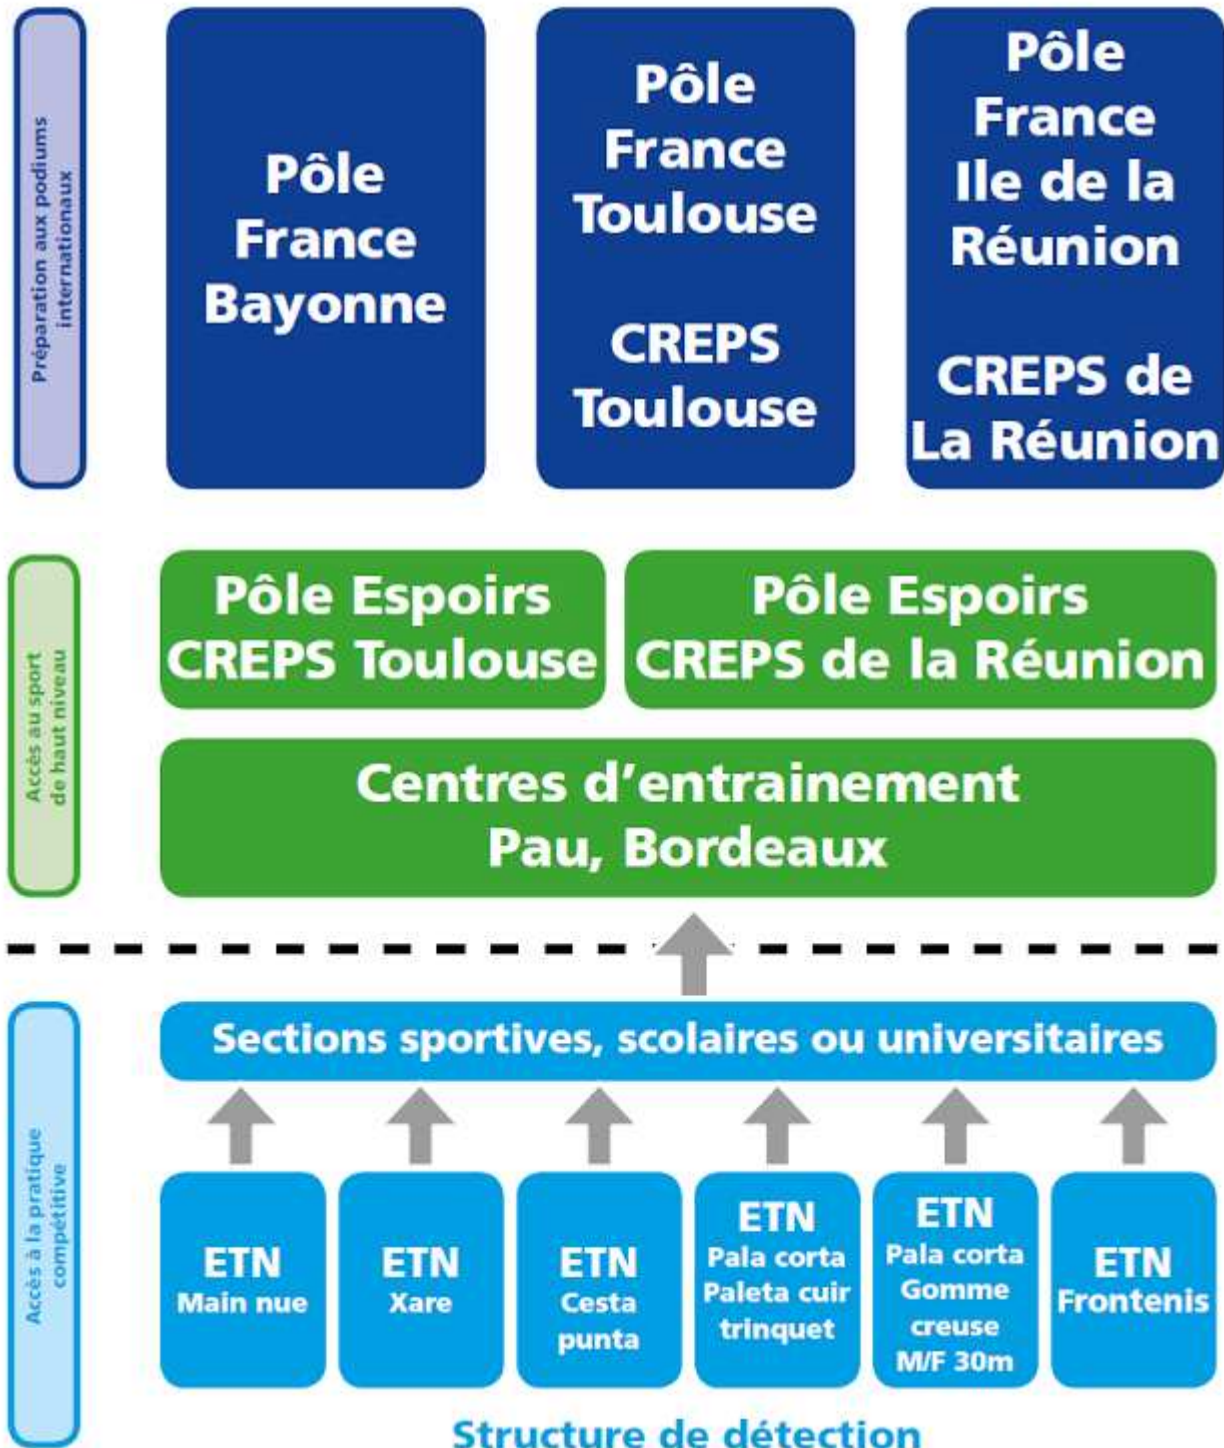 Préparation aux podiums
internationaux
Pôle
France
Bayonne
Pôle
France
Toulouse
CREPS
Toulouse
Pôle
France
Ile de la
Réunion
CREPS de
La Réunion
Accès au sport
de haut niveau
Pôle Espoirs
CREPS Toulouse
Pôle Espoirs
CREPS de la Réunion
Centres d'entrainement
Pau, Bordeaux
Accès à la pratique
compétitive
Sections sportives, scolaires ou universitaires
ETN
Main nue
ETN
Xare
ETN
Cesta
punta
ETN
Pala corta
Paleta cuir
trinquet
ETN
Pala corta
Gomme
creuse
M/F 30m
ETN
Frontenis
Structure de détection